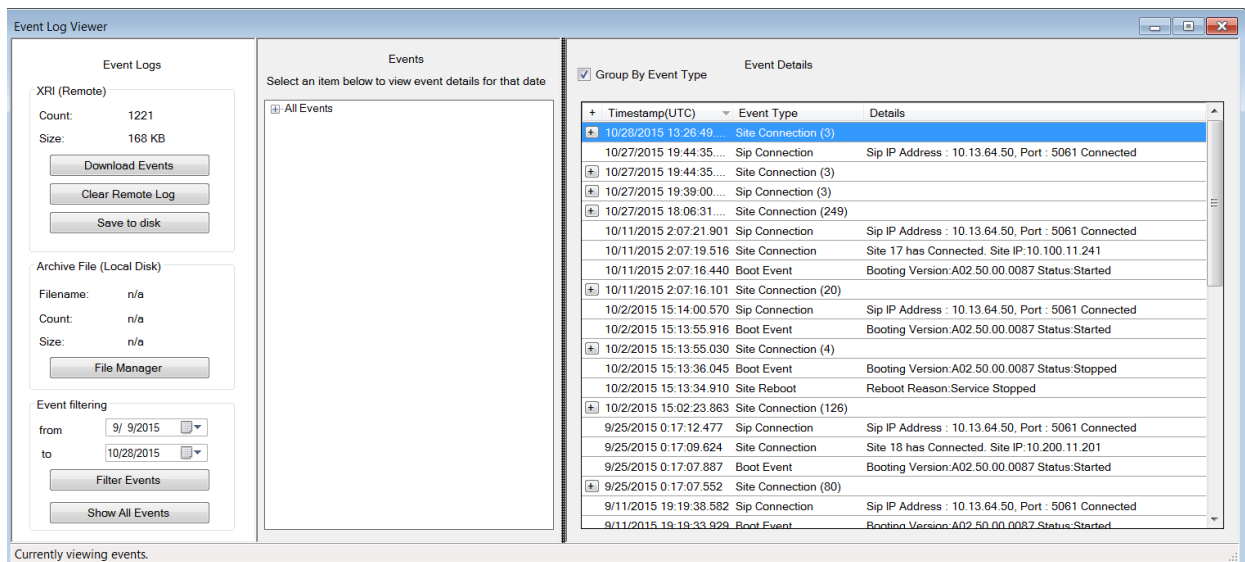 Event Log Viewer
Event Logs
XRI (Remote)
Count: 1221
Size: 168 KB
Download Events
Clear Remote Log
Save to disk
Archive File (Local Disk)
Filename: n/a
Count: n/a
Size: n/a
File Manager
Event filtering
from 9/ 9/2015
to 10/28/2015
Filter Events
Show All Events
Events
Select an item below to view event details for that date
All Events
Event Details
Group By Event Type
+ Timestamp(UTC) Event Type Details
10/28/2015 13:26:49.... Site Connection (3)
10/27/2015 19:44:35.... Sip Connection Sip IP Address : 10.13.64.50, Port : 5061 Connected
10/27/2015 19:44:35.... Site Connection (3)
10/27/2015 19:39:00.... Sip Connection (3)
10/27/2015 18:06:31.... Site Connection (249)
10/11/2015 2:07:21.901 Sip Connection Sip IP Address : 10.13.64.50, Port : 5061 Connected
10/11/2015 2:07:19.516 Site Connection Site 17 has Connected. Site IP:10.100.11.241
10/11/2015 2:07:16.440 Boot Event Booting Version:A02.50.00.0087 Status:Started
10/11/2015 2:07:16.101 Site Connection (20)
10/2/2015 15:14:00.570 Sip Connection Sip IP Address : 10.13.64.50, Port : 5061 Connected
10/2/2015 15:13:55.916 Boot Event Booting Version:A02.50.00.0087 Status:Started
10/2/2015 15:13:55.030 Site Connection (4)
10/2/2015 15:13:36.045 Boot Event Booting Version:A02.50.00.0087 Status:Stopped
10/2/2015 15:13:34.910 Site Reboot Reboot Reason:Service Stopped
10/2/2015 15:02:23.863 Site Connection (126)
9/25/2015 0:17:12.477 Sip Connection Sip IP Address : 10.13.64.50, Port : 5061 Connected
9/25/2015 0:17:09.624 Site Connection Site 18 has Connected. Site IP:10.200.11.201
9/25/2015 0:17:07.887 Boot Event Booting Version:A02.50.00.0087 Status:Started
9/25/2015 0:17:07.552 Site Connection (80)
9/11/2015 19:19:38.582 Sip Connection Sip IP Address : 10.13.64.50, Port : 5061 Connected
9/11/2015 19:19:33.929 Boot Event Booting Version:A02.50.00.0087 Status:Started
Currently viewing events.